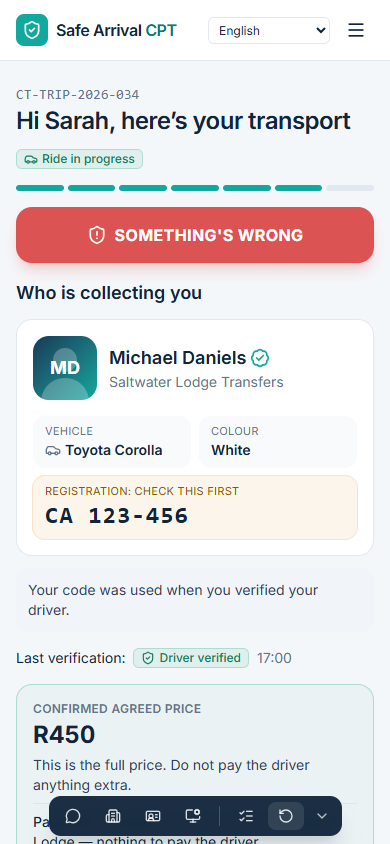 Safe Arrival CPT
English
CT-TRIP-2026-034
Hi Sarah, here’s your transport
Ride in progress
SOMETHING'S WRONG
Who is collecting you
MD
Michael Daniels
Saltwater Lodge Transfers
VEHICLE
Toyota Corolla
COLOUR
White
REGISTRATION: CHECK THIS FIRST
CA 123-456
Your code was used when you verified your
driver.
Last verification: Driver verified 17:00
CONFIRMED AGREED PRICE
R450
This is the full price. Do not pay the driver
anything extra.
Lodge — nothing to pay the driver